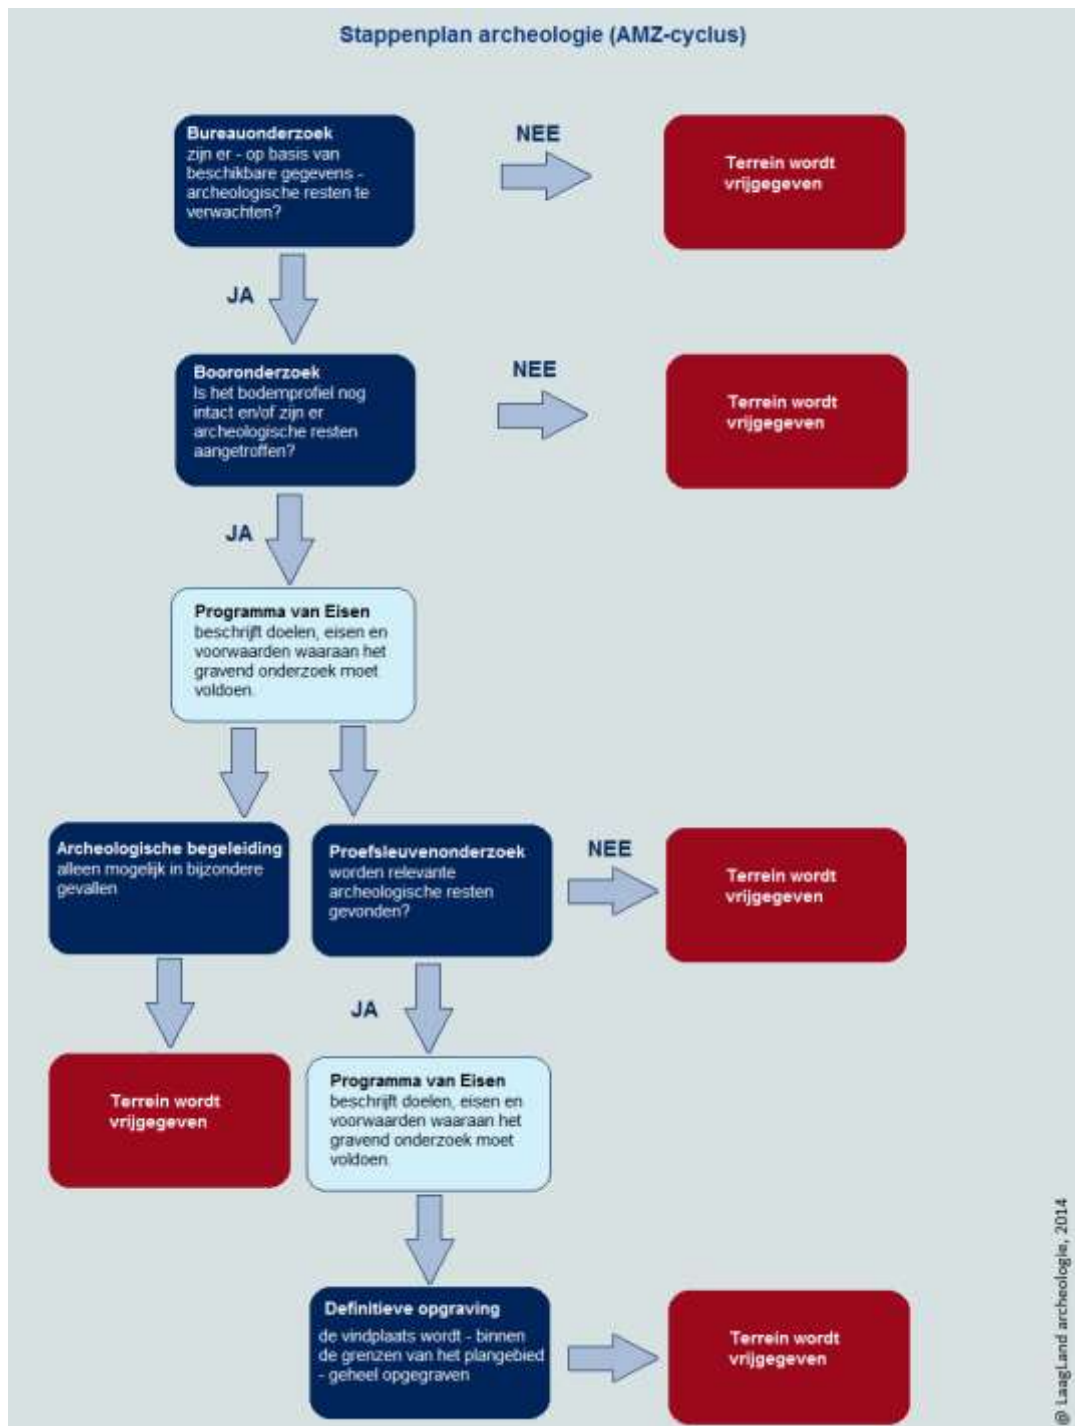 Stappenplan archeologie (AMZ-cyclus)
Bureauonderzoek
zijn er - op basis van
beschikbare gegevens -
archeologische resten te
verwachten?
NEE
Terrein wordt
vrijgegeven
JA
Booronderzoek
Is het bodemprofiel nog
intact en/of zijn er
archeologische resten
aangetroffen?
NEE
Terrein wordt
vrijgegeven
JA
Programma van Eisen
beschrijft doelen, eisen en
voorwaarden waaraan het
gravend onderzoek moet
voldoen.
Archeologische begeleiding
alleen mogelijk in bijzondere
gevallen
Proefsleuvenonderzoek
worden relevante
archeologische resten
gevonden?
NEE
Terrein wordt
vrijgegeven
JA
Terrein wordt
vrijgegeven
Programma van Eisen
beschrijft doelen, eisen en
voorwaarden waaraan het
gravend onderzoek moet
voldoen.
Definitieve opgraving
de vindplaats wordt - binnen
de grenzen van het plangebied
- geheel opgegraven
Terrein wordt
vrijgegeven
@ LaagLand archeologie, 2014